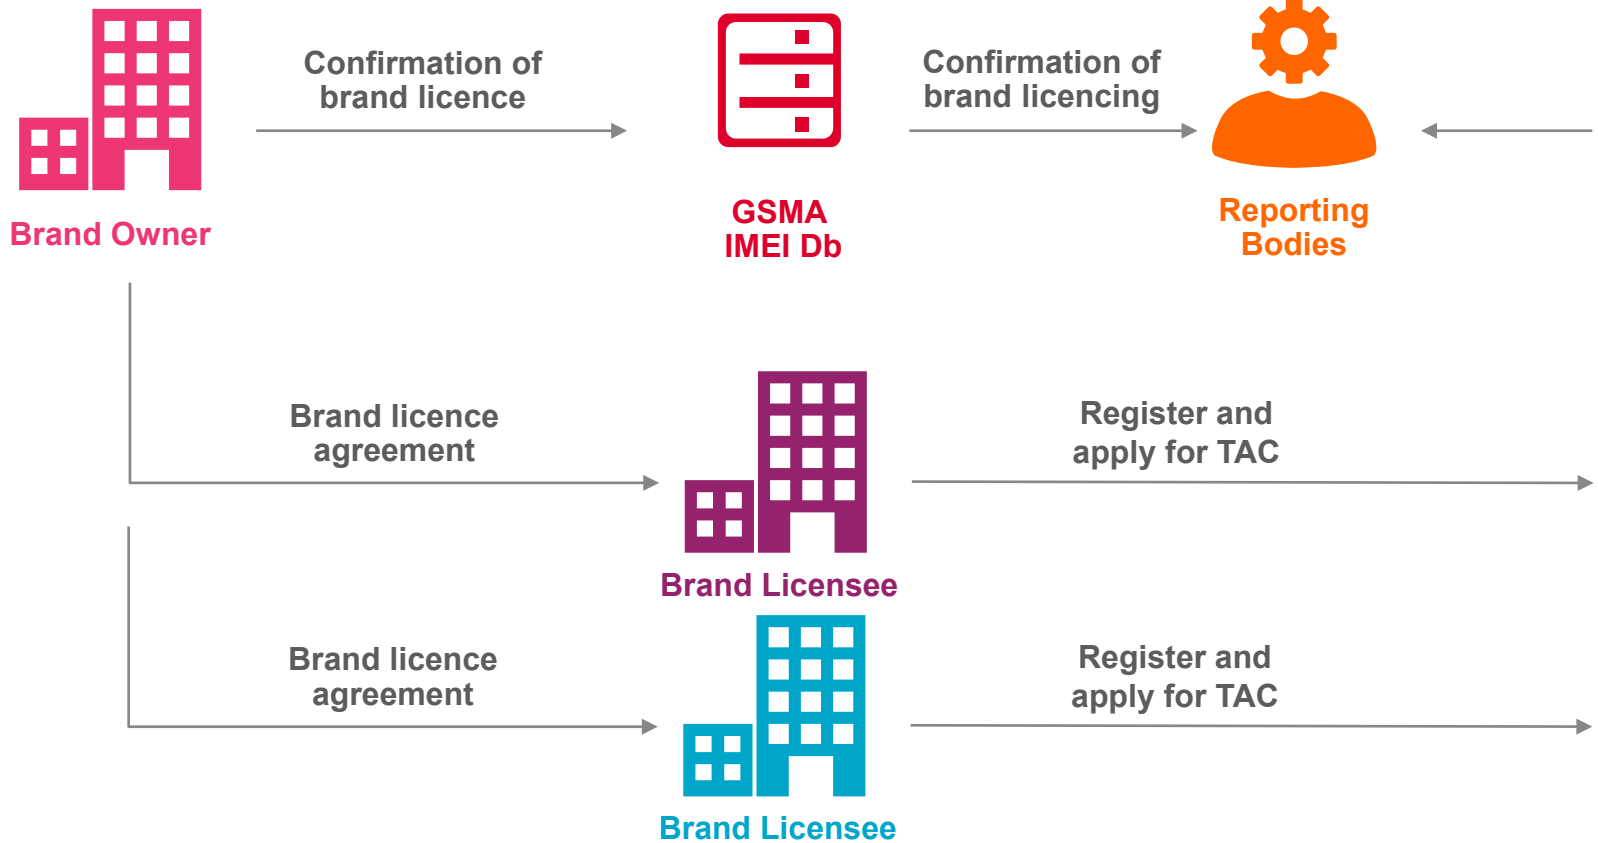 Confirmation of
brand licence
Confirmation of
brand licencing
Brand Owner
GSMA
IMEI Db
Reporting
Bodies
Brand licence
agreement
Register and
apply for TAC
Brand Licensee
Brand licence
agreement
Register and
apply for TAC
Brand Licensee